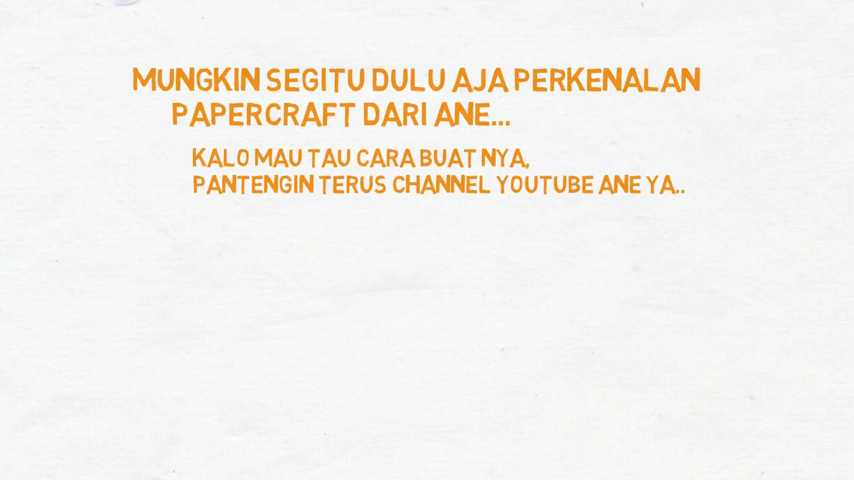 MUNGKIN SEGITU DULU AJA PERKENALAN
PAPERCRAFT DARI ANE...
KALO MAU TAU CARA BUAT NYA,
PANTENGIN TERUS CHANNEL YOUTUBE ANE YA..